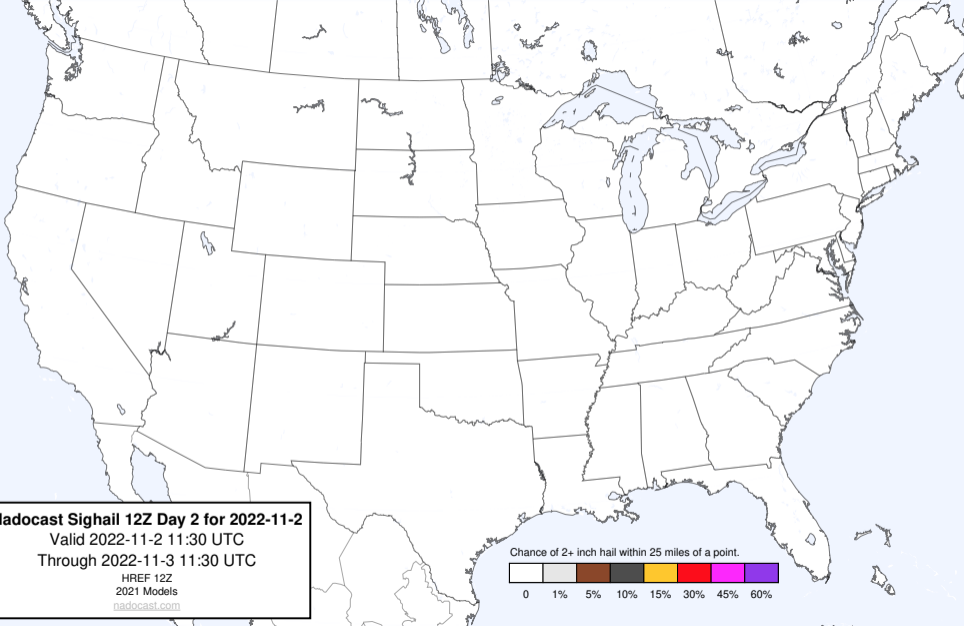 adocast Sighail 12Z Day 2 for 2022-11-2
Valid 2022-11-2 11:30 UTC
Through 2022-11-3 11:30 UTC
HREF 12Z
2021 Models
nadocast.com
Chance of 2+ inch hail within 25 miles of a point.
0 1% 5% 10% 15% 30% 45% 60%